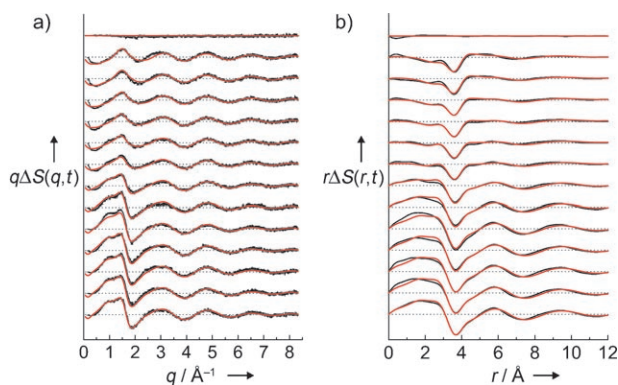 a) b)
qΔS(q,t) → rΔS(r,t) →
0 1 2 3 4 5 6 7 8 0 2 4 6 8 10 12
q / Å⁻¹ → r / Å →